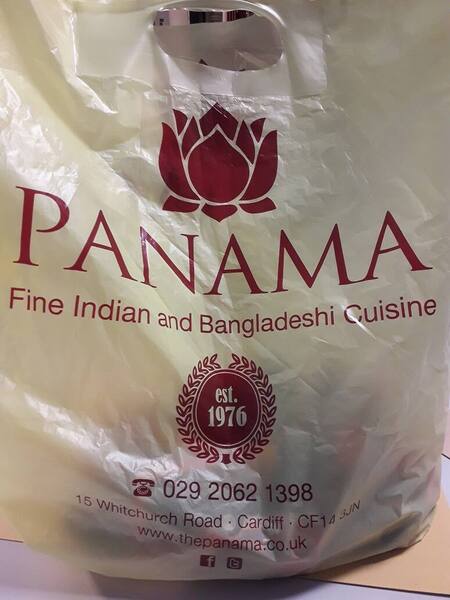 PANAMA
Fine Indian and Bangladeshi Cuisine
est.
1976
029 2062 1398
15 Whitchurch Road · Cardiff · CF14 3JN
www.thepanama.co.uk